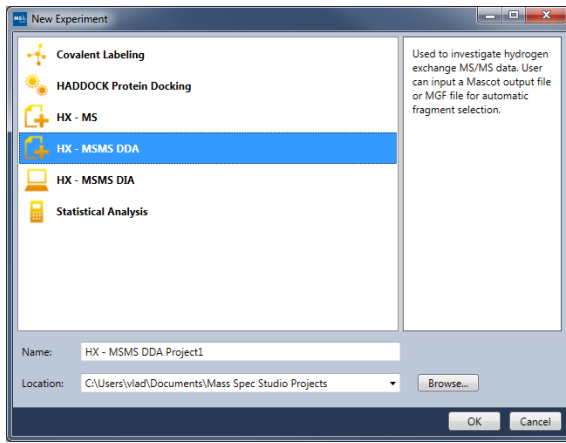 New Experiment
Covalent Labeling
HADDOCK Protein Docking
HX - MS
HX - MSMS DDA
HX - MSMS DIA
Statistical Analysis
Used to investigate hydrogen
exchange MS/MS data. User
can input a Mascot output file
or MGF file for automatic
fragment selection.
Name: HX - MSMS DDA Project1
Location: C:\Users\vlad\Documents\Mass Spec Studio Projects Browse...
OK Cancel